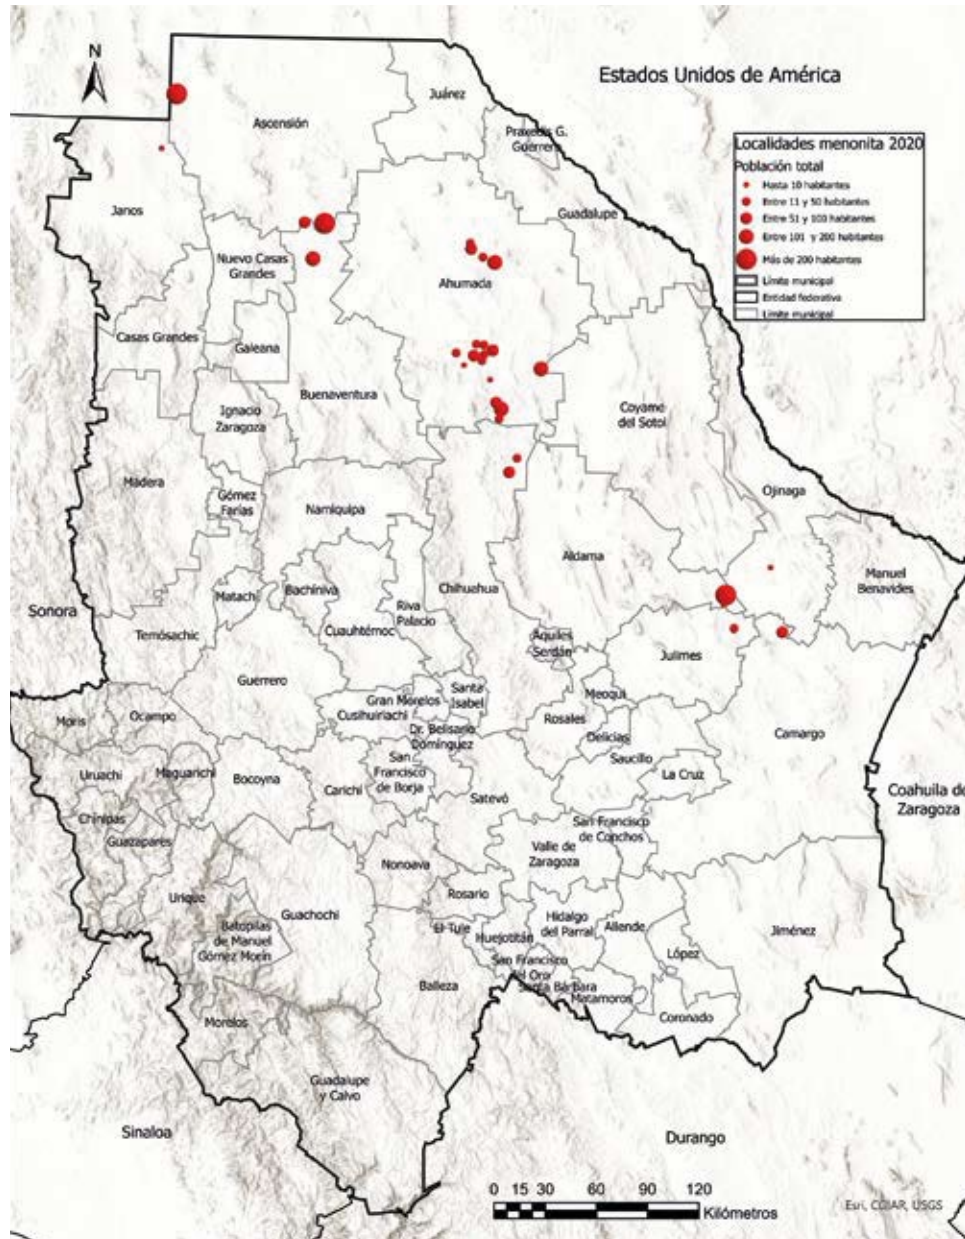 N
Estados Unidos de América
Juárez
Ascensión
Praxedis G.
Guerrero
Localidades menonita 2020
Población total
Hasta 10 habitantes
Entre 11 y 50 habitantes
Entre 51 y 100 habitantes
Entre 101 y 200 habitantes
Más de 200 habitantes
Límite municipal
Entidad federativa
Límite municipal
Janos
Guadalupe
Nuevo Casas
Grandes
Ahumada
Casas Grandes
Galeana
Buenaventura
Ignacio
Zaragoza
Coyame
del Sotol
Madera
Gómez
Farías
Namiquipa
Ojinaga
Aldama
Manuel
Benavides
Matachí
Bachíniva
Chihuahua
Riva
Palacio
Sonora
Temósachic
Cuauhtémoc
Aquiles
Serdán
Julimes
Guerrero
Gran Morelos
Santa
Isabel
Meoqui
Cusihuiriachi
Rosales
Moris
Ocampo
Dr. Belisario
Domínguez
Delicias
Camargo
Uruachi
Maguarichi
Bocoyna
Carichí
San
Francisco
de Borja
Saucillo
La Cruz
Satevó
Coahuila de
Zaragoza
Chínipas
Guazapares
San Francisco
de Conchos
Valle de
Zaragoza
Nonoava
Urique
Rosario
Guachochi
Batopilas
de Manuel
Gómez Morín
El Tule
Huejotitán
Hidalgo
del Parral
Allende
Jiménez
López
San Francisco
del Oro
Santa Bárbara
Balleza
Matamoros
Coronado
Morelos
Guadalupe
y Calvo
Sinaloa
Durango
0 15 30 60 90 120
Kilómetros
Esri, CGIAR, USGS